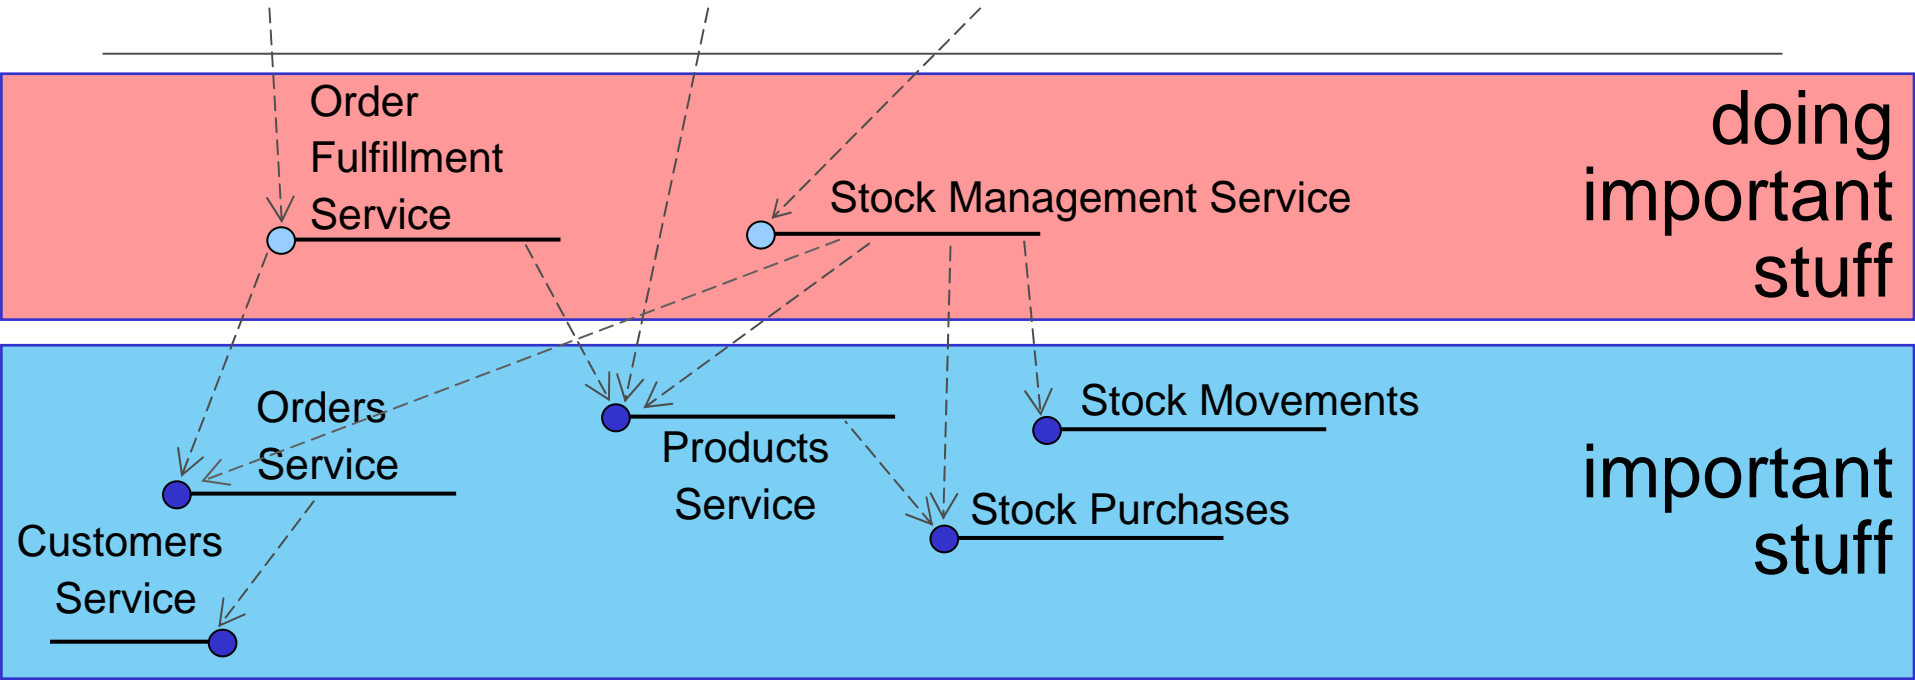 Order
Fulfillment
Service
Stock Management Service
doing
important
stuff
Orders
Service
Products
Service
Stock Movements
Stock Purchases
Customers
Service
important
stuff